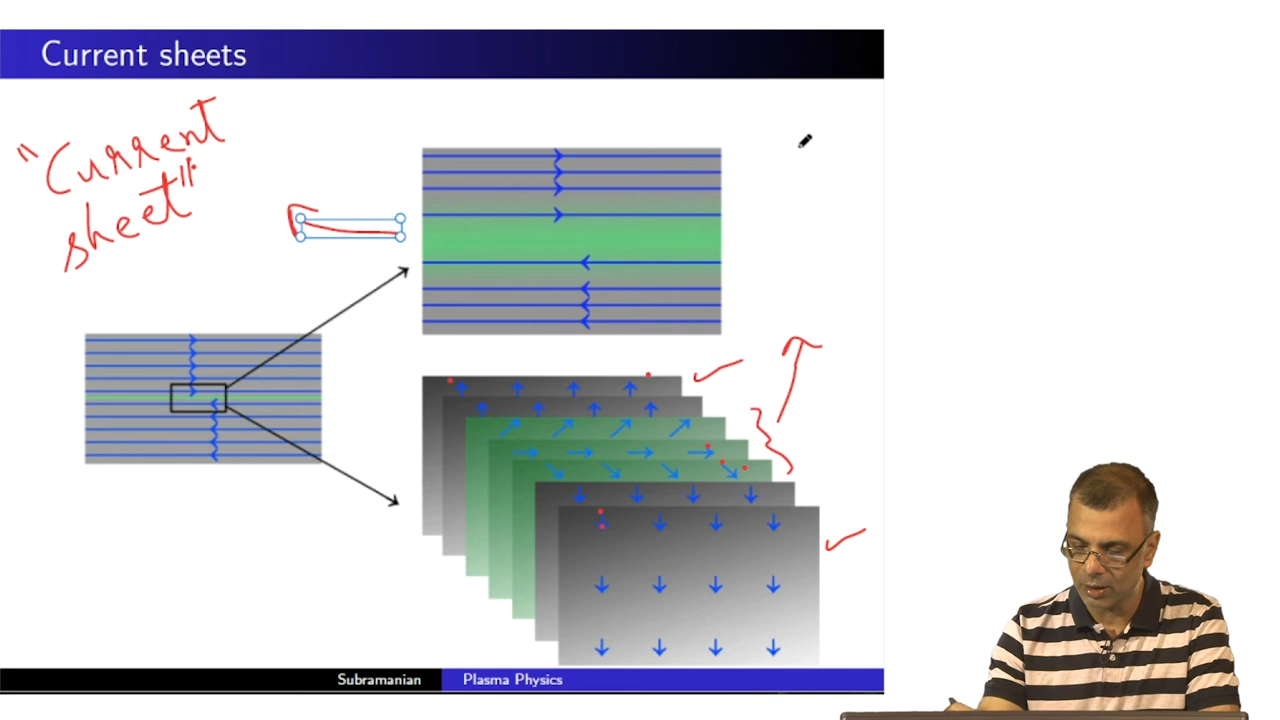 Current sheets
"Current
sheet"
Subramanian
Plasma Physics